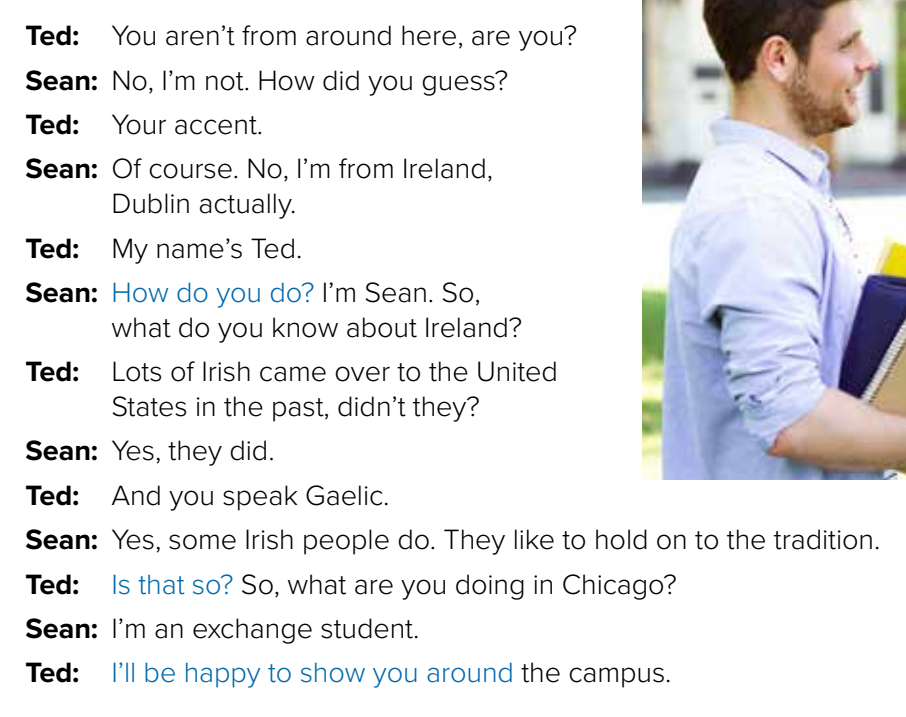 Ted: You aren’t from around here, are you?
Sean: No, I’m not. How did you guess?
Ted: Your accent.
Sean: Of course. No, I’m from Ireland,
Dublin actually.
Ted: My name’s Ted.
Sean: How do you do? I’m Sean. So,
what do you know about Ireland?
Ted: Lots of Irish came over to the United
States in the past, didn’t they?
Sean: Yes, they did.
Ted: And you speak Gaelic.
Sean: Yes, some Irish people do. They like to hold on to the tradition.
Ted: Is that so? So, what are you doing in Chicago?
Sean: I’m an exchange student.
Ted: I’ll be happy to show you around the campus.